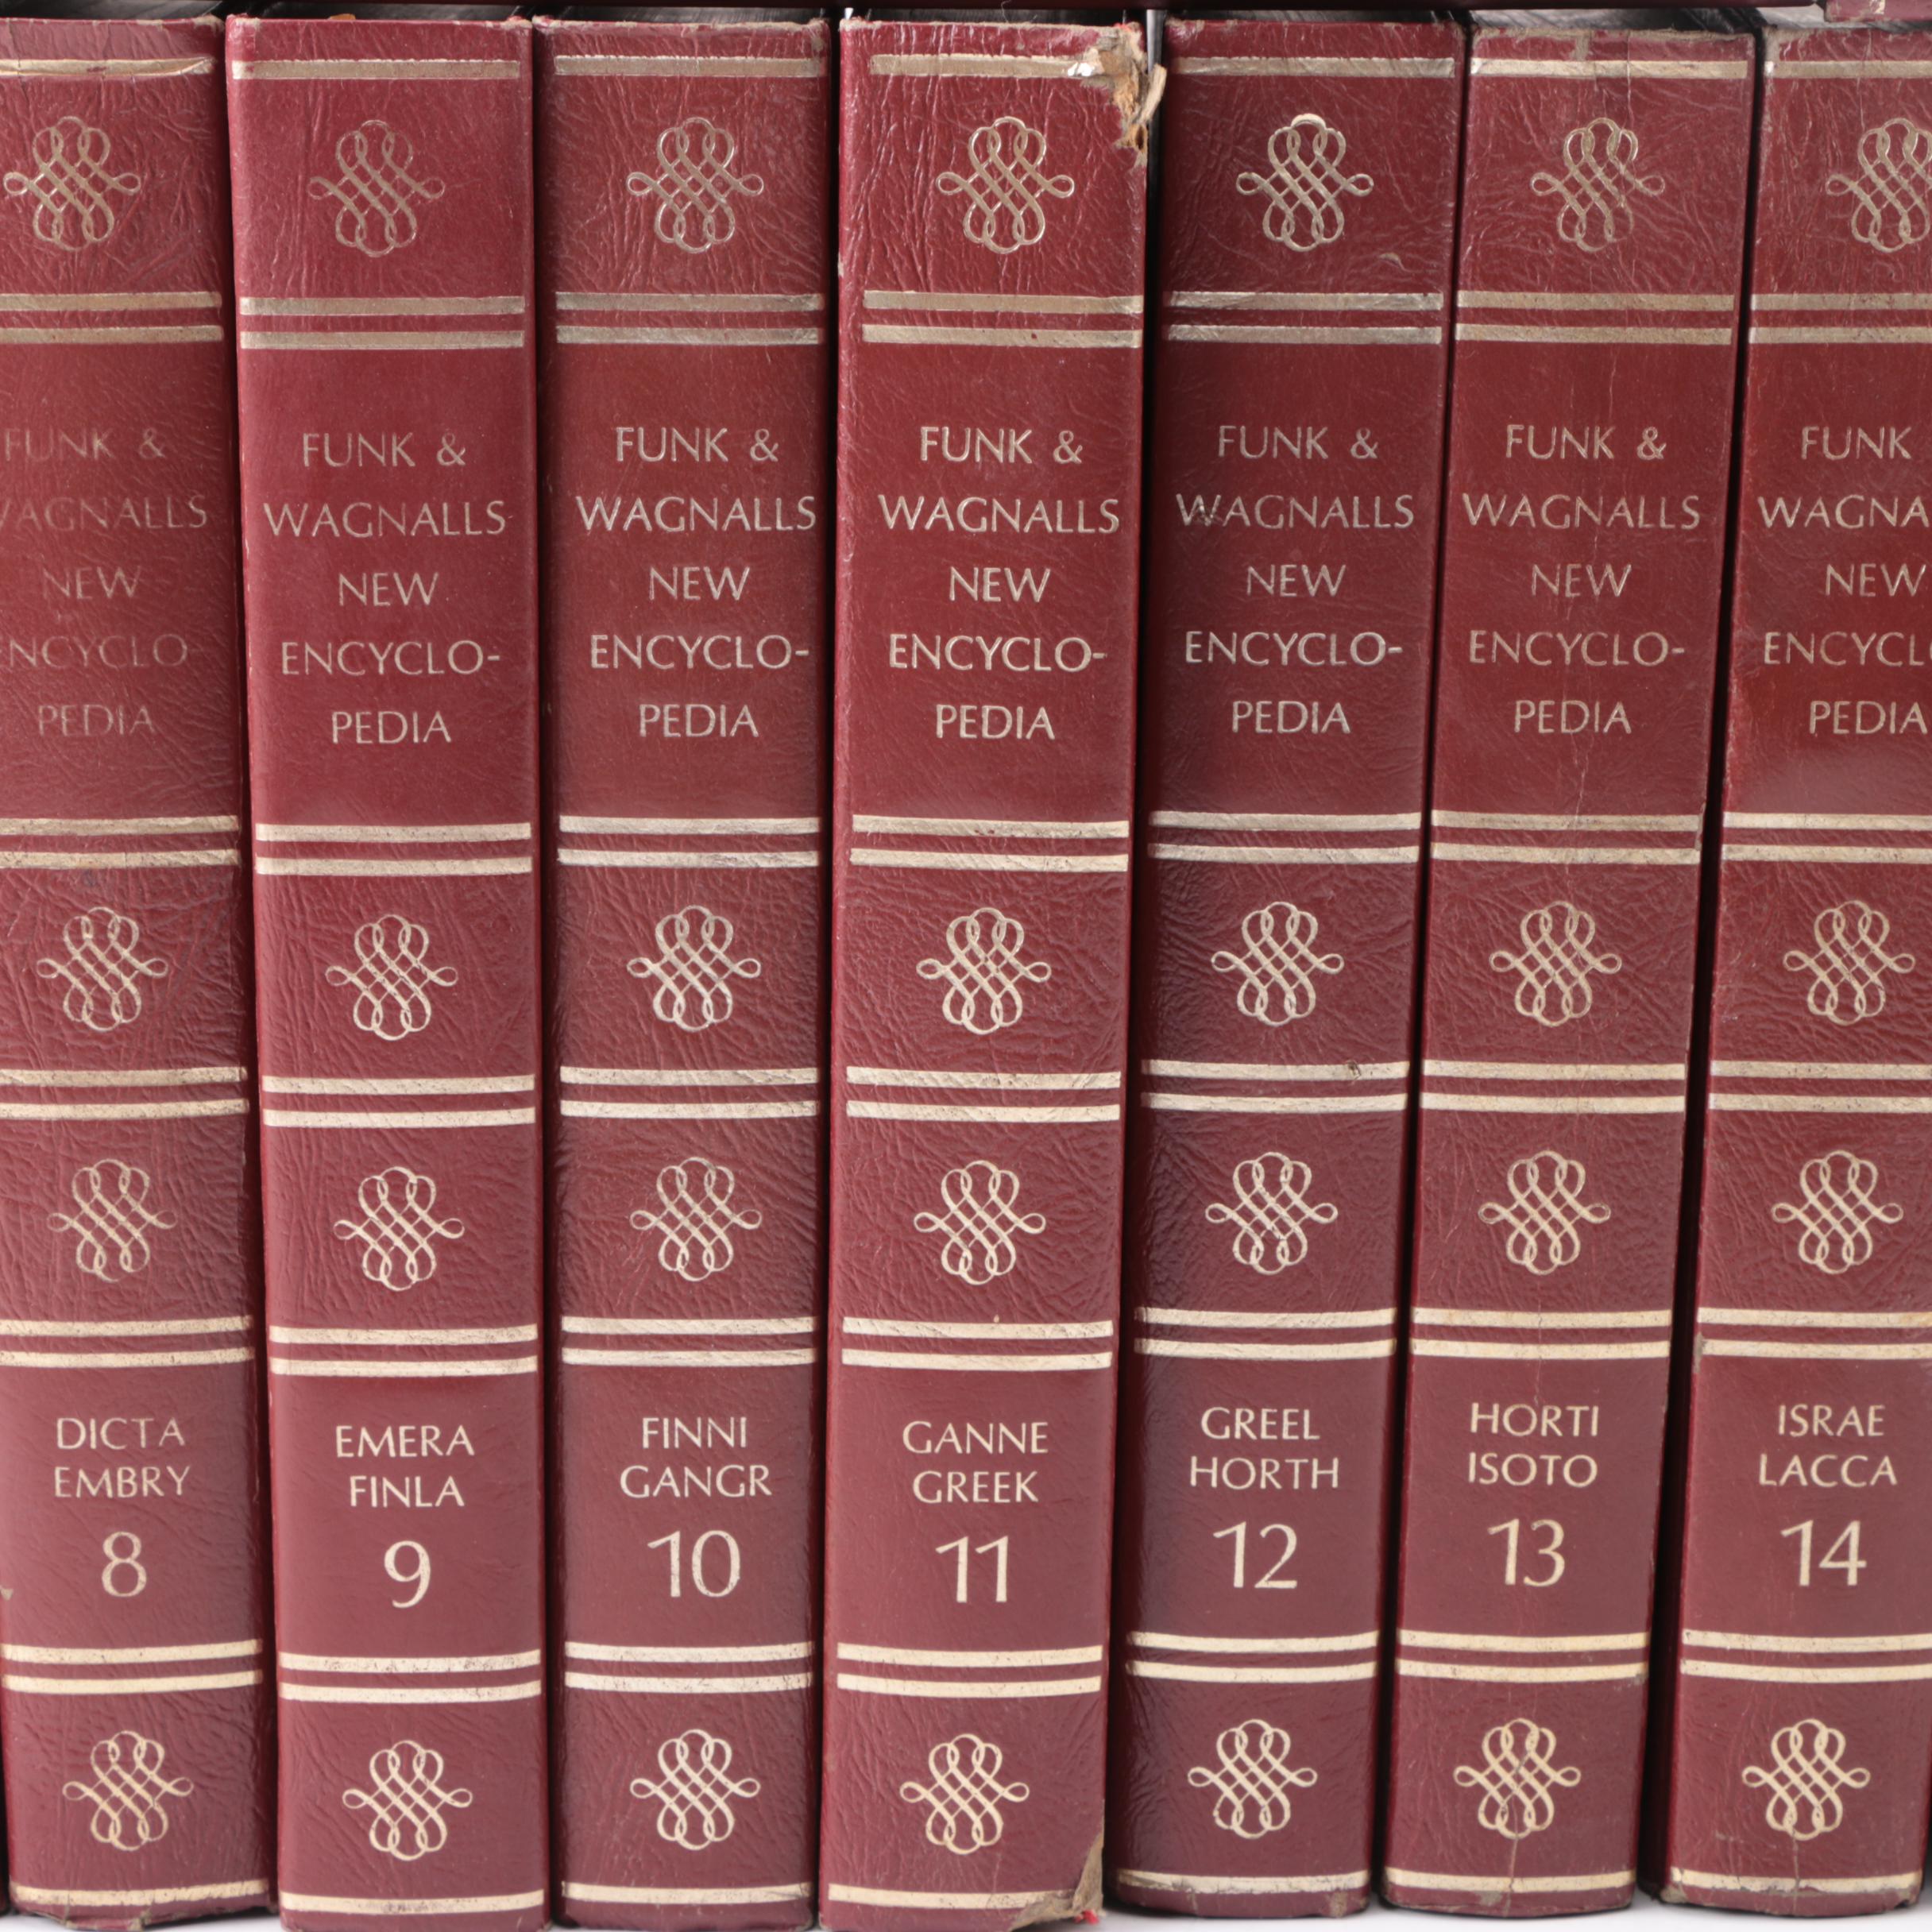 FUNK &
WAGNALLS
NEW
ENCYCLO-
PEDIA
DICTA
EMBRY
8
FUNK &
WAGNALLS
NEW
ENCYCLO-
PEDIA
EMERA
FINLA
9
FUNK &
WAGNALLS
NEW
ENCYCLO-
PEDIA
FINNI
GANGR
10
FUNK &
WAGNALLS
NEW
ENCYCLO-
PEDIA
GANNE
GREEK
11
FUNK &
WAGNALLS
NEW
ENCYCLO-
PEDIA
GREEL
HORTH
12
FUNK &
WAGNALLS
NEW
ENCYCLO-
PEDIA
HORTI
ISOTO
13
FUNK
WAGNA
NEW
ENCYCL
PEDIA
ISRAE
LACCA
14